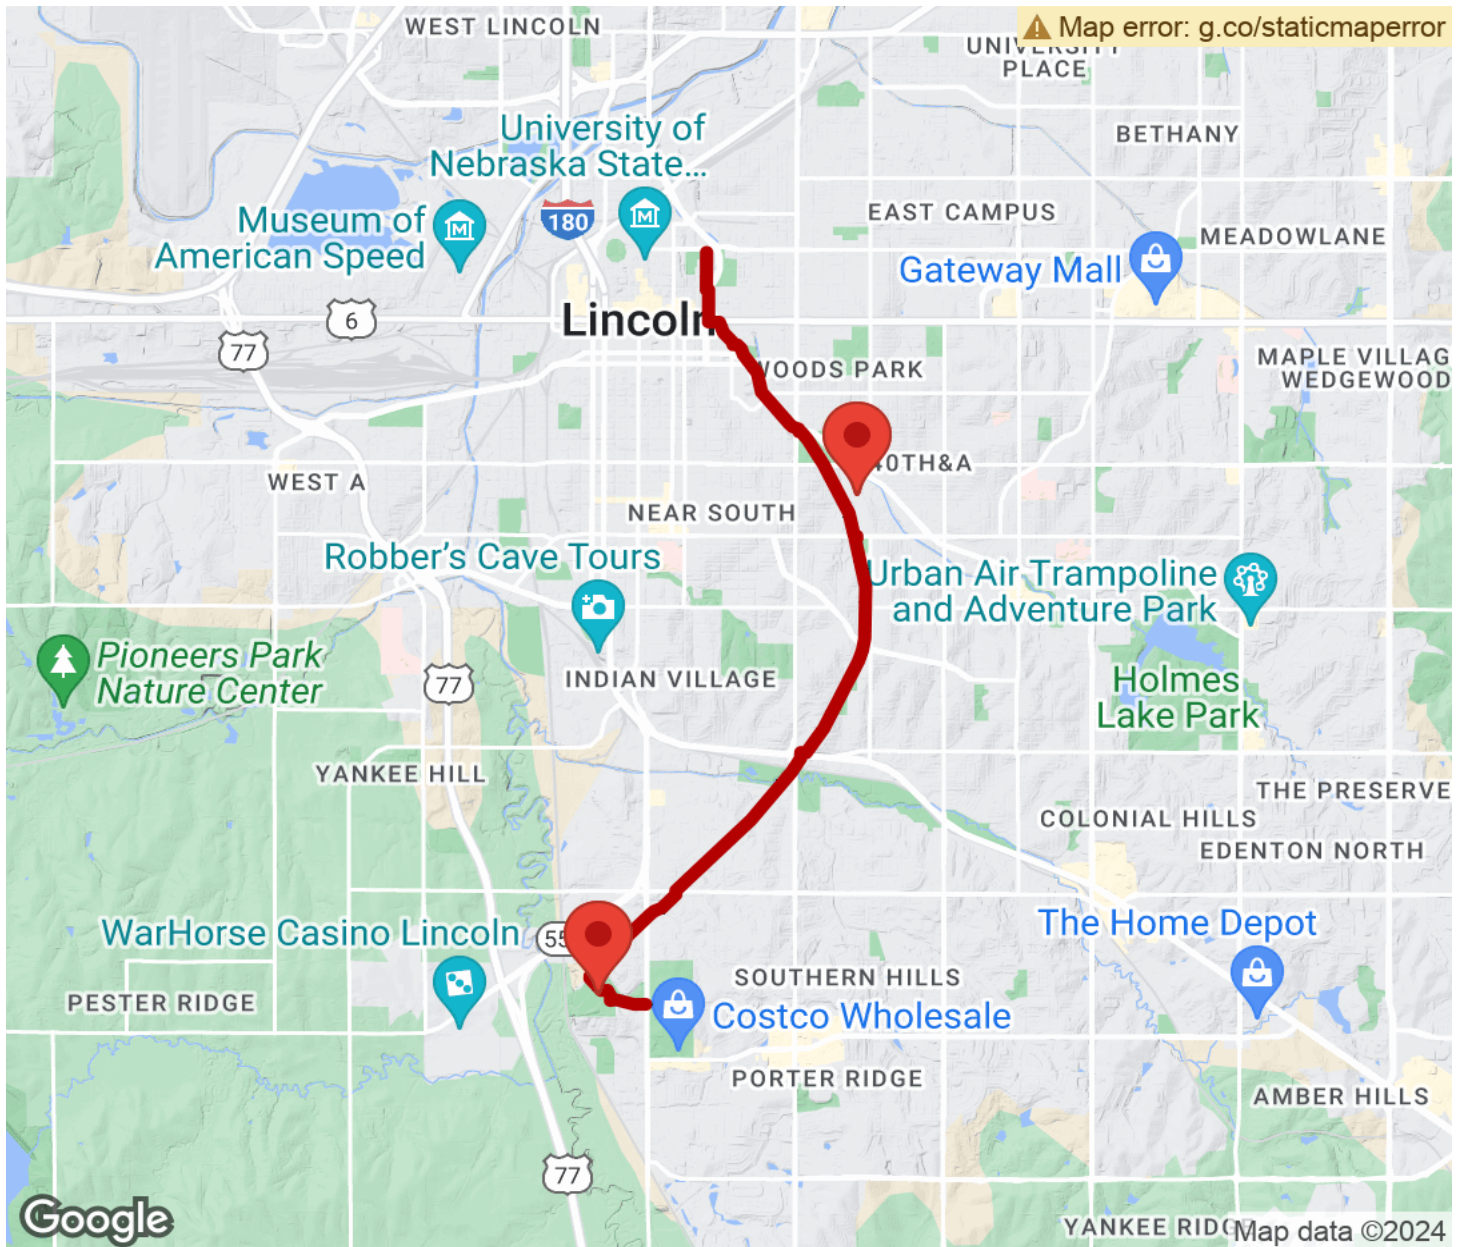 WEST LINCOLN
Map error: g.co/staticmaperror
UNIVERSITY
PLACE
BETHANY
University of
Nebraska State...
180
EAST CAMPUS
Museum of
American Speed
MEADOWLANE
Gateway Mall
6
Lincoln
77
WOODS PARK
MAPLE VILLAG
WEDGEWOOD
40TH&A
WEST A
NEAR SOUTH
Robber's Cave Tours
Urban Air Trampoline
and Adventure Park
Pioneers Park
Nature Center
77
INDIAN VILLAGE
Holmes
Lake Park
YANKEE HILL
THE PRESERVE
COLONIAL HILLS
EDENTON NORTH
WarHorse Casino Lincoln
55
The Home Depot
SOUTHERN HILLS
PESTER RIDGE
Costco Wholesale
PORTER RIDGE
AMBER HILLS
77
Google
YANKEE RIDG
Map data ©2024